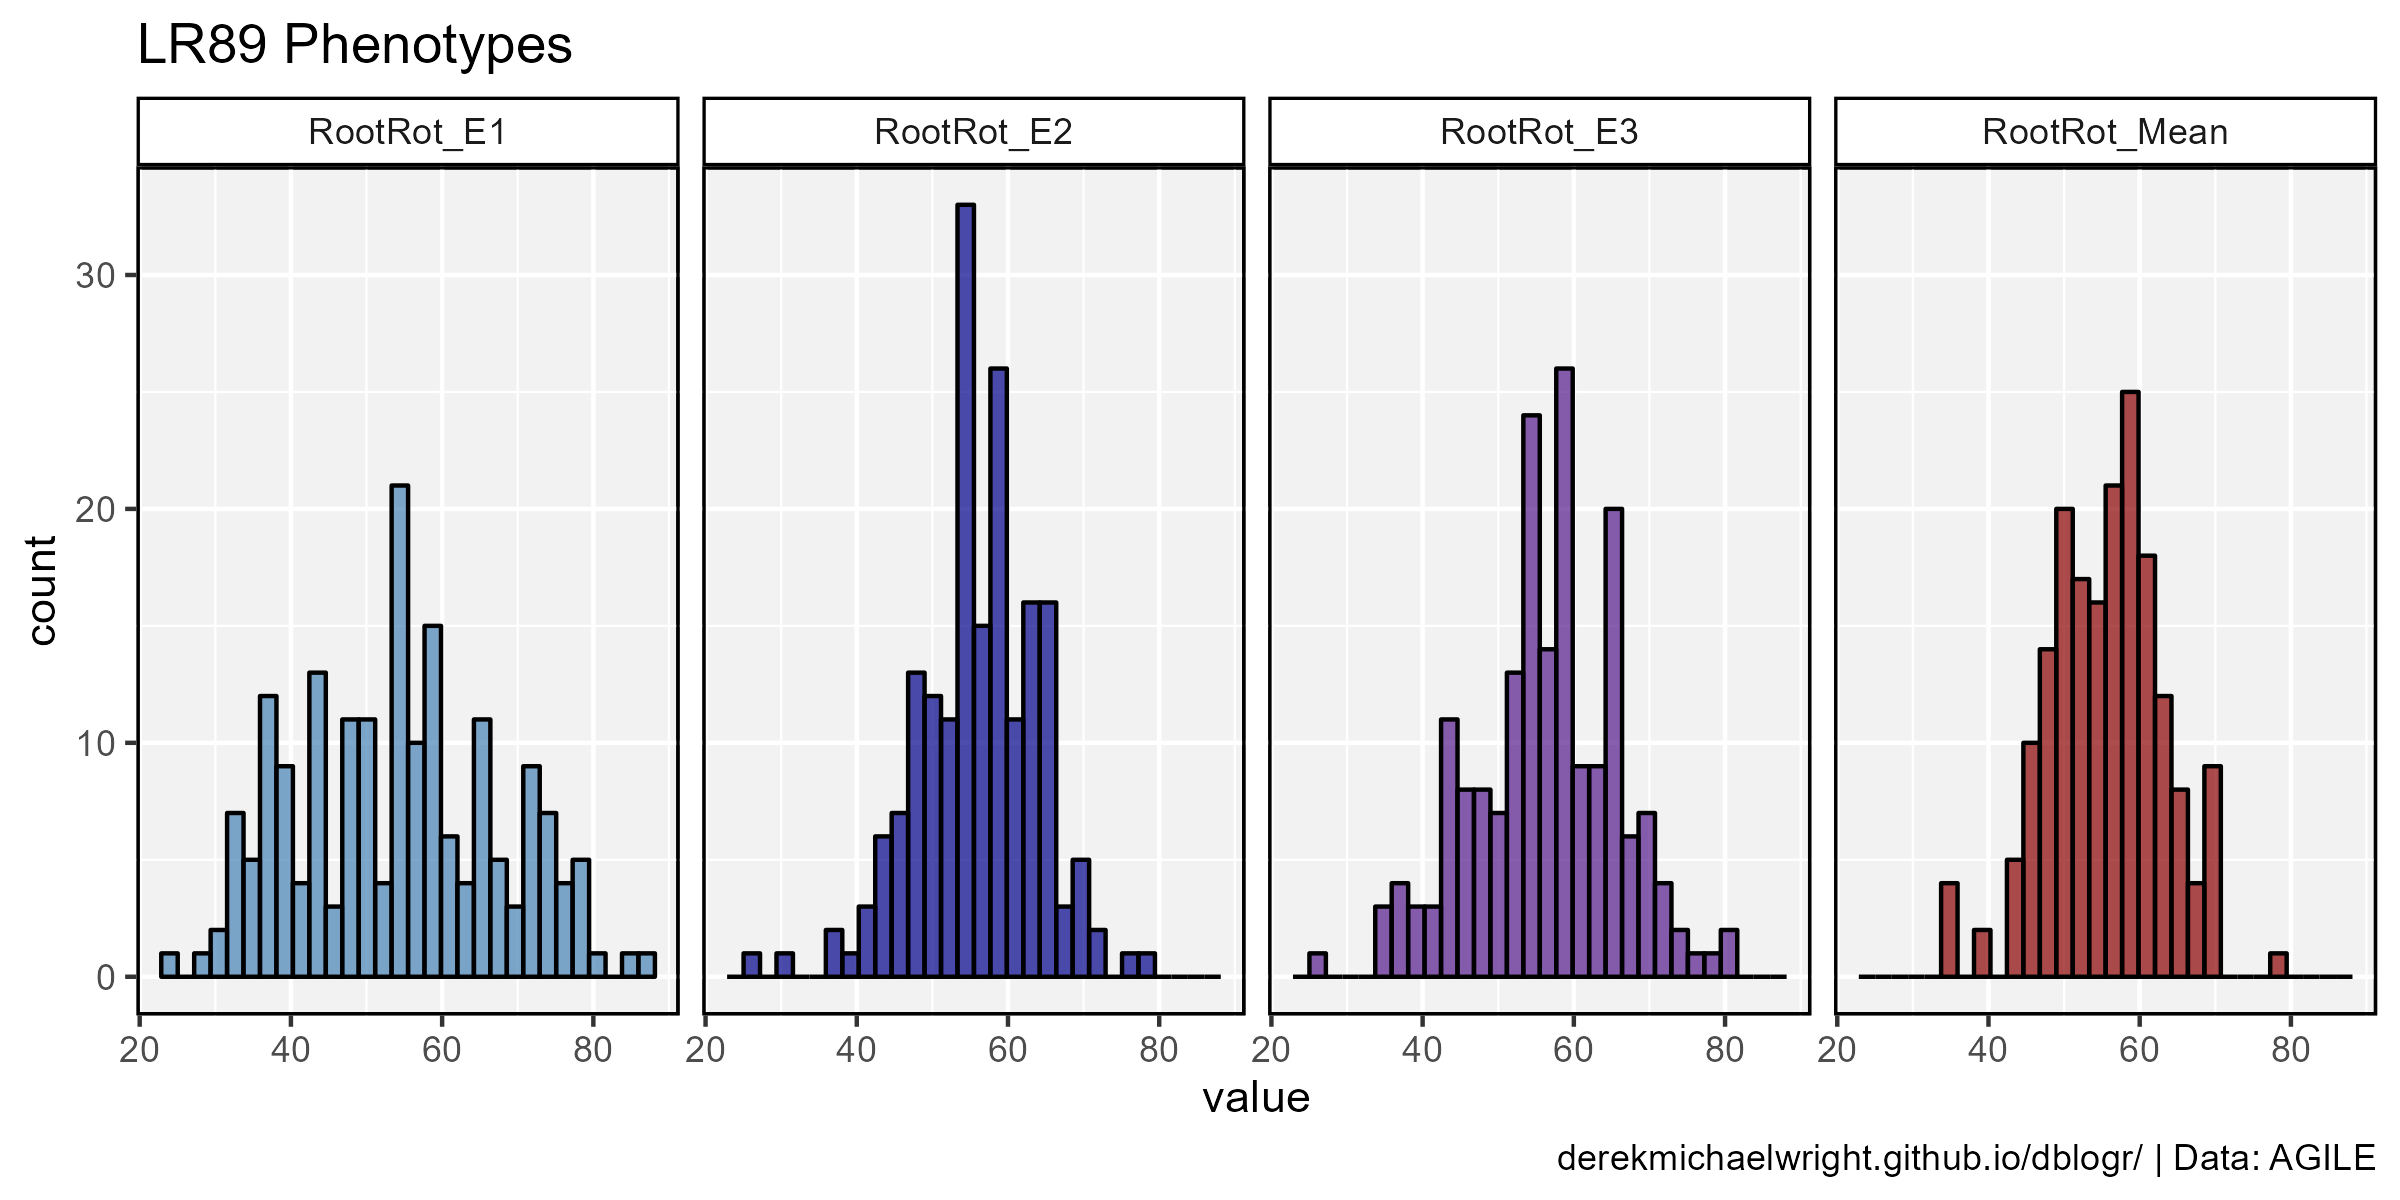 LR89 Phenotypes
RootRot_E1 RootRot_E2 RootRot_E3 RootRot_Mean
30
20
10
0
count
20 40 60 80 20 40 60 80 20 40 60 80 20 40 60 80
value
derekmichaelwright.github.io/dblogr/ | Data: AGILE